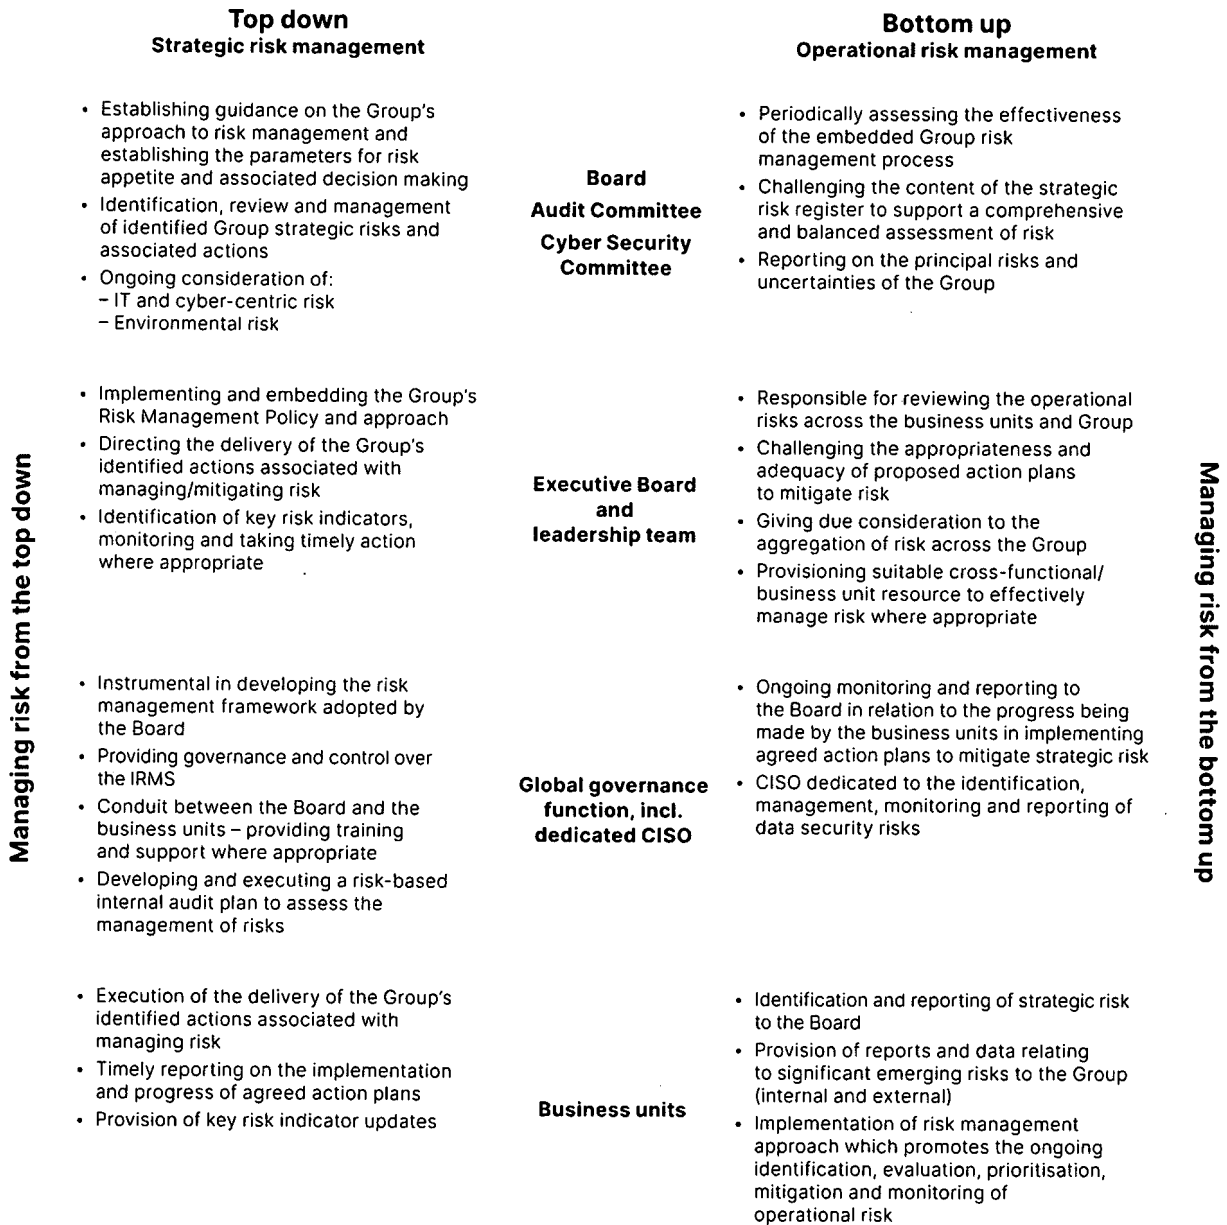 Top down
Strategic risk management
Bottom up
Operational risk management
Managing risk from the top down
• Establishing guidance on the Group's
approach to risk management and
establishing the parameters for risk
appetite and associated decision making
• Identification, review and management
of identified Group strategic risks and
associated actions
• Ongoing consideration of:
– IT and cyber-centric risk
– Environmental risk
Board
Audit Committee
Cyber Security
Committee
• Periodically assessing the effectiveness
of the embedded Group risk
management process
• Challenging the content of the strategic
risk register to support a comprehensive
and balanced assessment of risk
• Reporting on the principal risks and
uncertainties of the Group
• Implementing and embedding the Group's
Risk Management Policy and approach
• Directing the delivery of the Group's
identified actions associated with
managing/mitigating risk
• Identification of key risk indicators,
monitoring and taking timely action
where appropriate
Executive Board
and
leadership team
• Responsible for reviewing the operational
risks across the business units and Group
• Challenging the appropriateness and
adequacy of proposed action plans
to mitigate risk
• Giving due consideration to the
aggregation of risk across the Group
• Provisioning suitable cross-functional/
business unit resource to effectively
manage risk where appropriate
• Instrumental in developing the risk
management framework adopted by
the Board
• Providing governance and control over
the IRMS
• Conduit between the Board and the
business units – providing training
and support where appropriate
• Developing and executing a risk-based
internal audit plan to assess the
management of risks
Global governance
function, incl.
dedicated CISO
• Ongoing monitoring and reporting to
the Board in relation to the progress being
made by the business units in implementing
agreed action plans to mitigate strategic risk
• CISO dedicated to the identification,
management, monitoring and reporting of
data security risks
• Execution of the delivery of the Group's
identified actions associated with
managing risk
• Timely reporting on the implementation
and progress of agreed action plans
• Provision of key risk indicator updates
Business units
• Identification and reporting of strategic risk
to the Board
• Provision of reports and data relating
to significant emerging risks to the Group
(internal and external)
• Implementation of risk management
approach which promotes the ongoing
identification, evaluation, prioritisation,
mitigation and monitoring of
operational risk
Managing risk from the bottom up